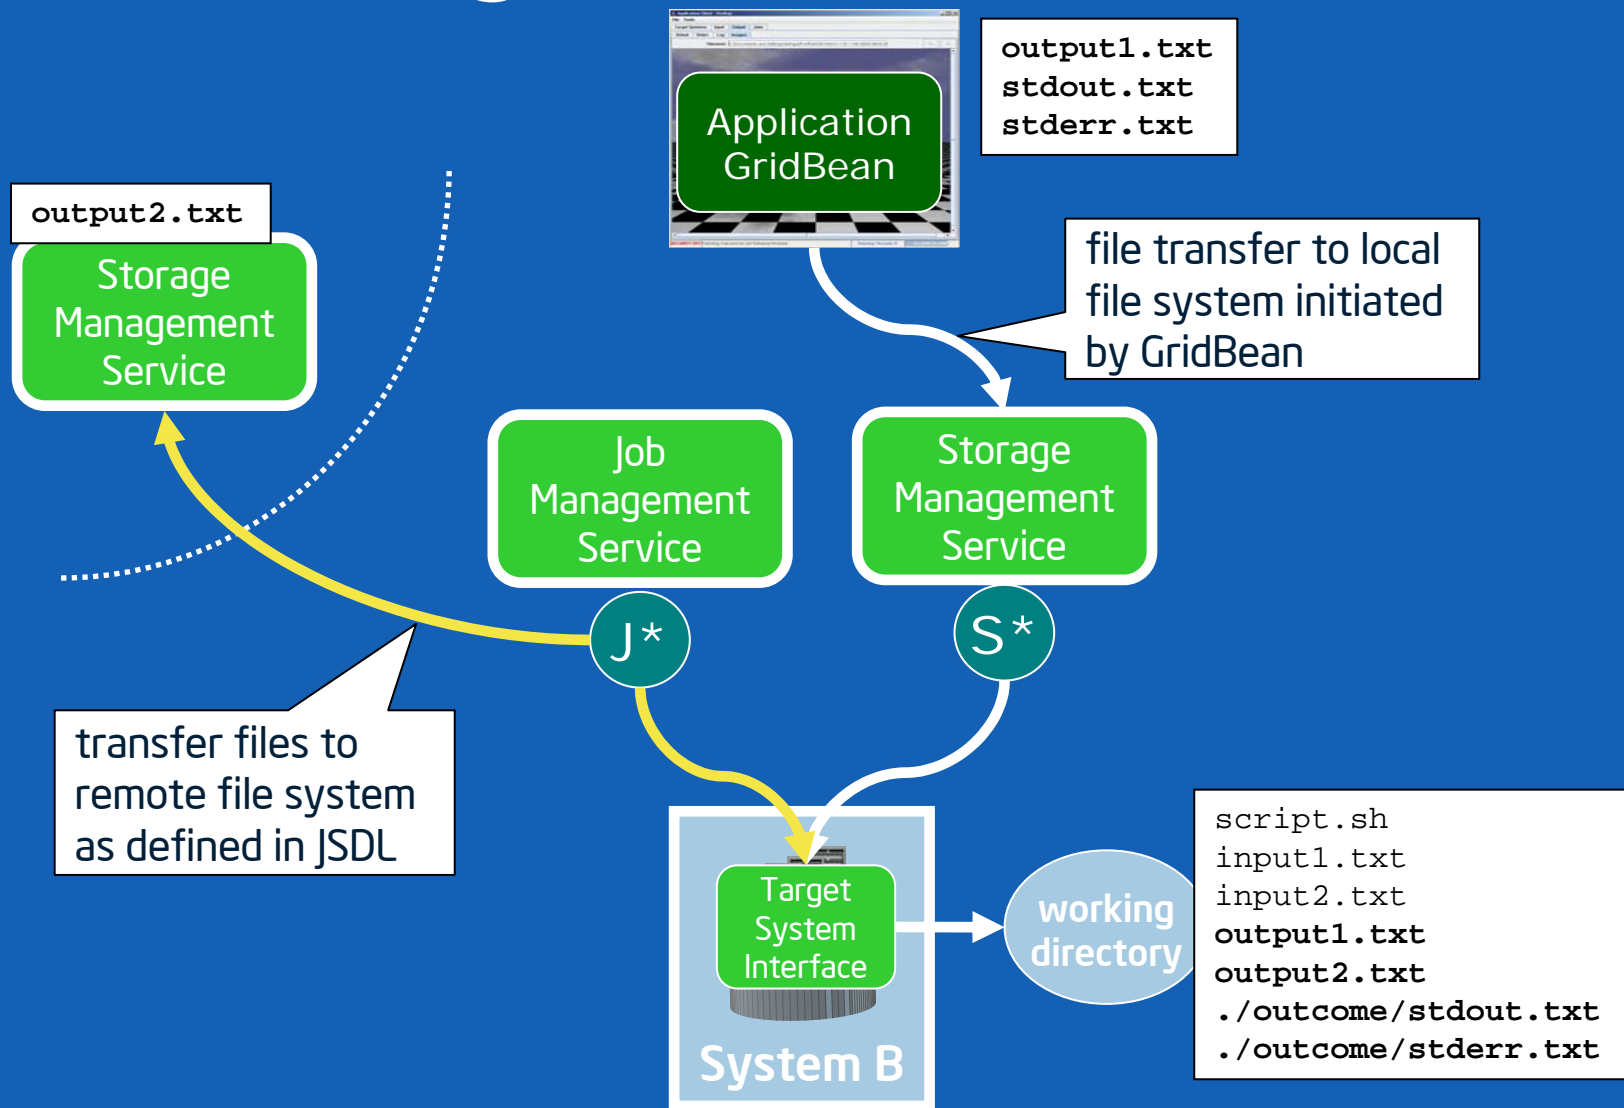 output1.txt
stdout.txt
stderr.txt
Application
GridBean
output2.txt
Storage
Management
Service
file transfer to local
file system initiated
by GridBean
Job
Management
Service
Storage
Management
Service
J*
S*
transfer files to
remote file system
as defined in JSDL
Target
System
Interface
System B
working
directory
script.sh
input1.txt
input2.txt
output1.txt
output2.txt
./outcome/stdout.txt
./outcome/stderr.txt